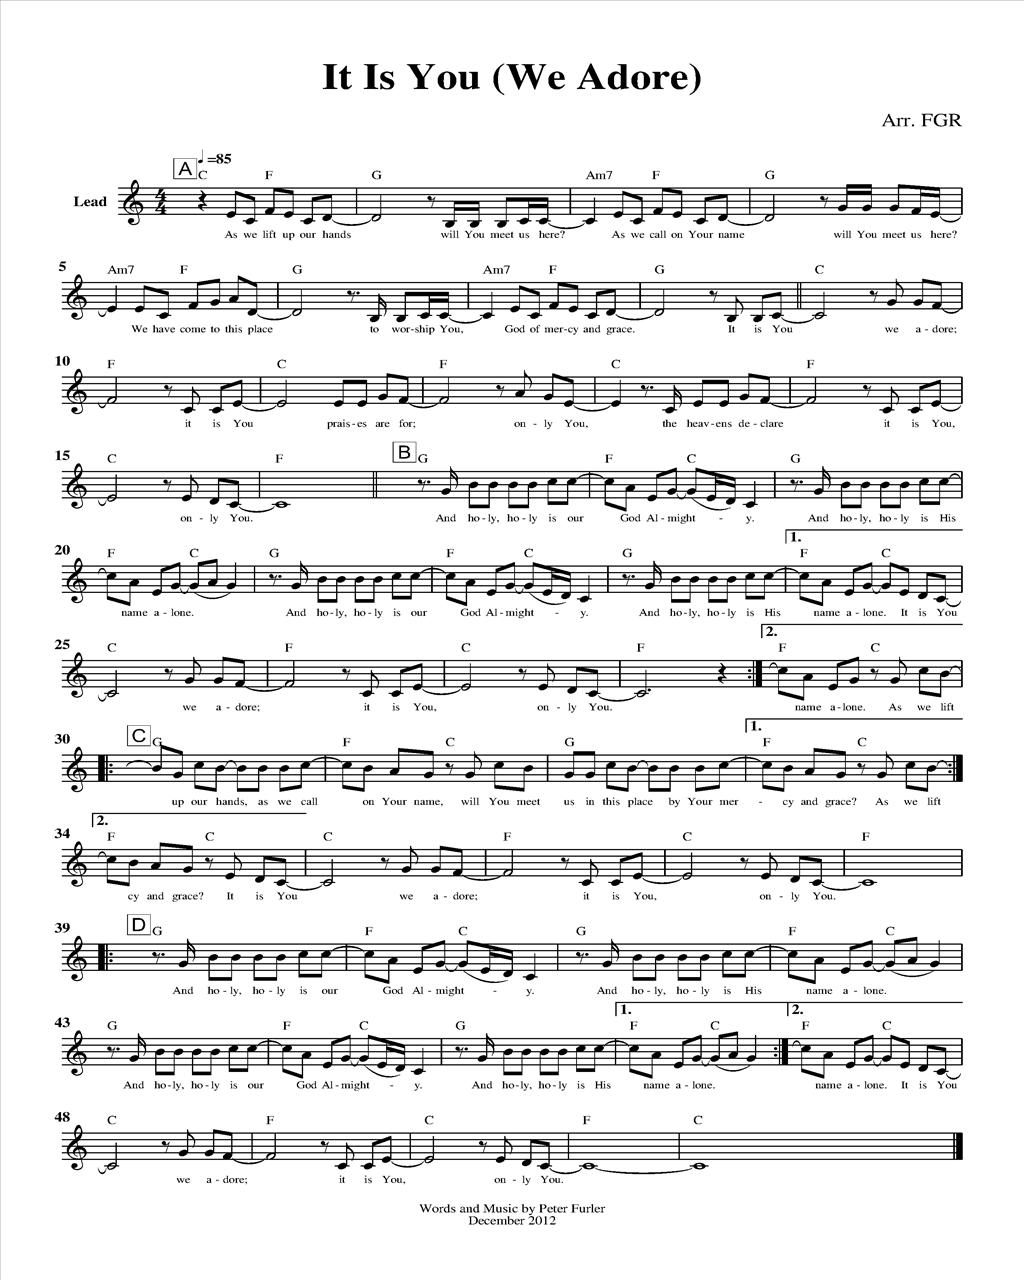 It Is You (We Adore)
Arr. FGR
A ♩=85
C F G Am7 F G
Lead
As we lift up our hands will You meet us here? As we call on Your name will You meet us here?
5 Am7 F G Am7 F G C
We have come to this place to wor-ship You, God of mer-cy and grace. It is You we a-dore;
10 F C F C F
it is You prais-es are for; on-ly You, the heav-ens de-clare it is You,
15 C F B G F C G
on-ly You. And ho-ly, ho-ly is our God Al-might-y. And ho-ly, ho-ly is His
1.
20 F C G F C G F C
name a-lone. And ho-ly, ho-ly is our God Al-might-y. And ho-ly, ho-ly is His name a-lone. It is You
2.
25 C F C F F C
we a-dore; it is You, on-ly You. name a-lone. As we lift
1.
30 C G F C G F C
up our hands, as we call on Your name, will You meet us in this place by Your mer-cy and grace? As we lift
2.
34 F C C F C F
cy and grace? It is You we a-dore; it is You, on-ly You.
39 D G F C G F C
And ho-ly, ho-ly is our God Al-might-y. And ho-ly, ho-ly is His name a-lone.
1. 2.
43 G F C G F C F C
And ho-ly, ho-ly is our God Al-might-y. And ho-ly, ho-ly is His name a-lone. name a-lone. It is You
48 C F C F C
we a-dore; it is You, on-ly You.
Words and Music by Peter Furler
December 2012